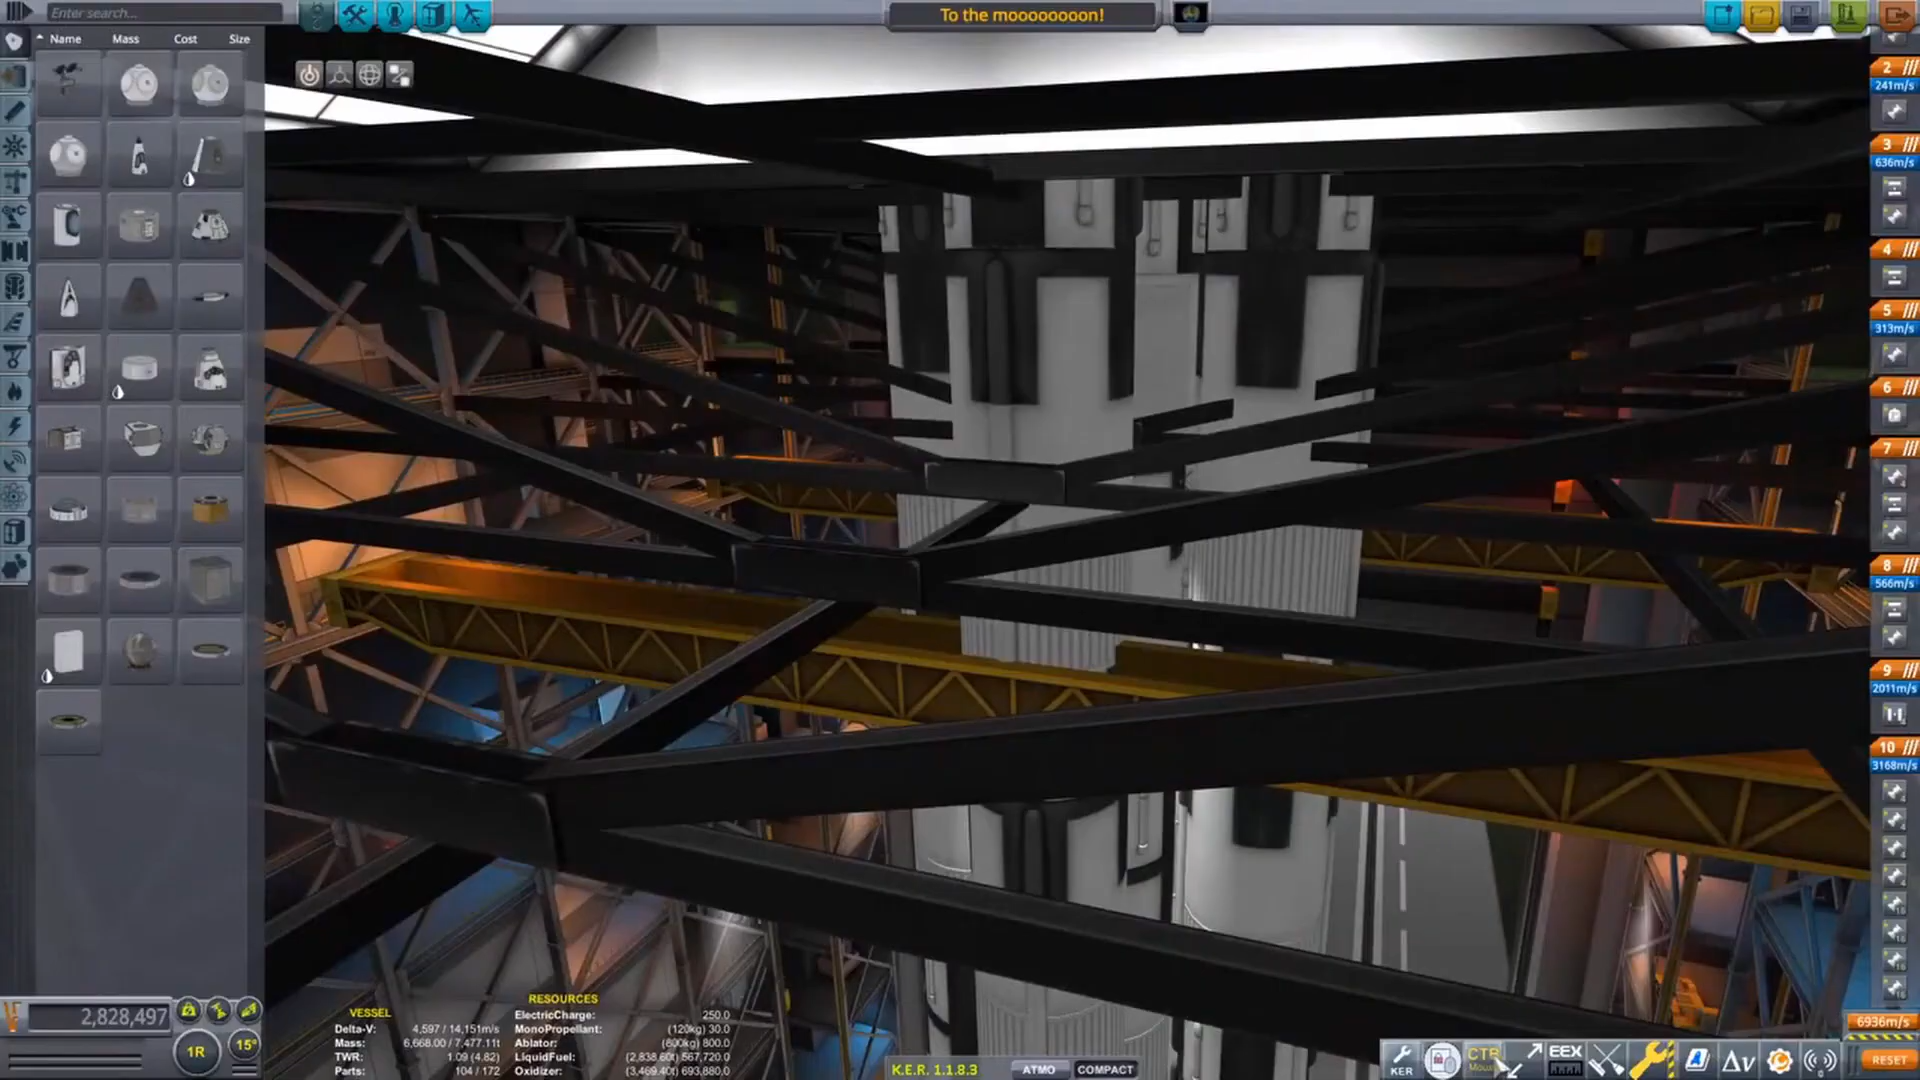 Enter search...
To the mooooooooon!
Name Mass Cost Size
2
241m/s
3
636m/s
4
5
313m/s
6
7
8
566m/s
9
2011m/s
10
3168m/s
6936m/s
2,828,497
1R
15°
VESSEL
Delta-V: 4,597 / 14,151m/s
Mass: 6,668.00 / 7,477.11t
TWR: 1.09 (4.82)
Parts: 104 / 172
RESOURCES
ElectricCharge: 250.0
MonoPropellant: (120kg) 30.0
Ablator: (800kg) 800.0
LiquidFuel: (2,838.60t) 567,720.0
Oxidizer: (3,469.40t) 693,880.0
K.E.R. 1.1.8.3
ATMO
COMPACT
KER
EEX
Δv
RESET